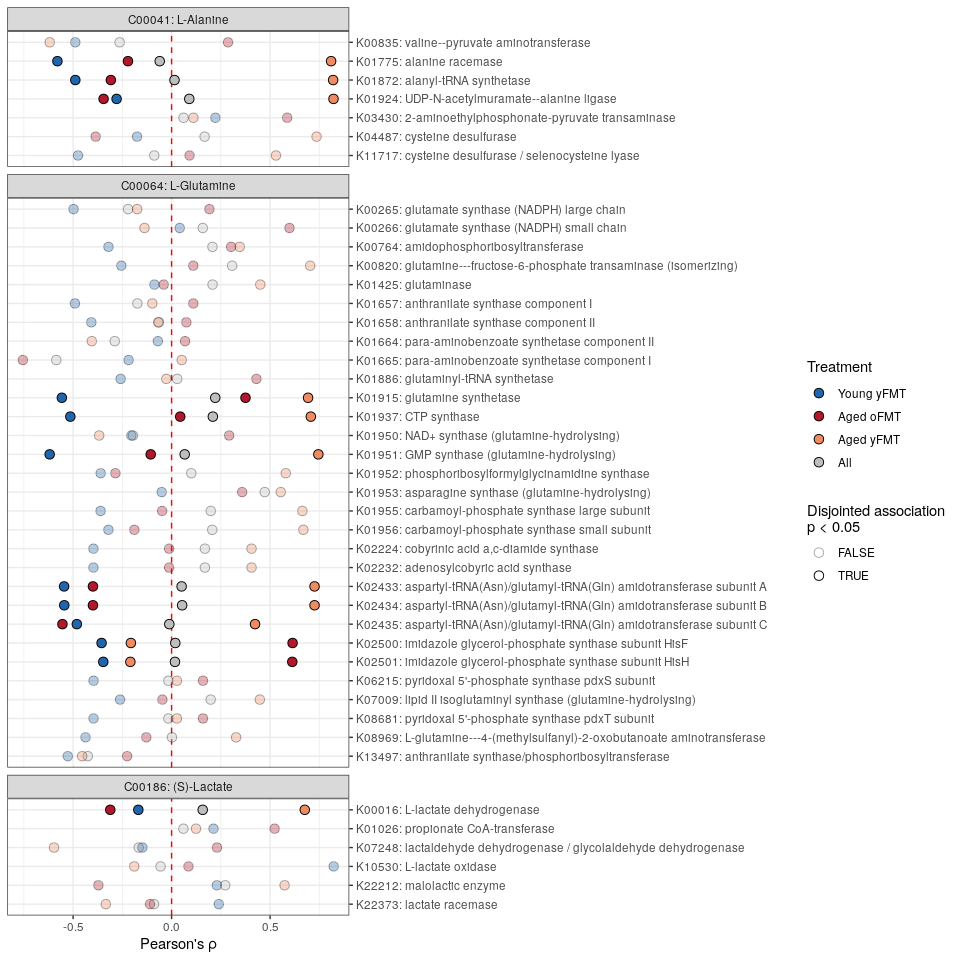 C00041: L-Alanine
K00835: valine--pyruvate aminotransferase
K01775: alanine racemase
K01872: alanyl-tRNA synthetase
K01924: UDP-N-acetylmuramate--alanine ligase
K03430: 2-aminoethylphosphonate-pyruvate transaminase
K04487: cysteine desulfurase
K11717: cysteine desulfurase / selenocysteine lyase
C00064: L-Glutamine
K00265: glutamate synthase (NADPH) large chain
K00266: glutamate synthase (NADPH) small chain
K00764: amidophosphoribosyltransferase
K00820: glutamine---fructose-6-phosphate transaminase (isomerizing)
K01425: glutaminase
K01657: anthranilate synthase component I
K01658: anthranilate synthase component II
K01664: para-aminobenzoate synthetase component II
K01665: para-aminobenzoate synthetase component I
K01886: glutaminyl-tRNA synthetase
K01915: glutamine synthetase
K01937: CTP synthase
K01950: NAD+ synthase (glutamine-hydrolysing)
K01951: GMP synthase (glutamine-hydrolysing)
K01952: phosphoribosylformylglycinamidine synthase
K01953: asparagine synthase (glutamine-hydrolysing)
K01955: carbamoyl-phosphate synthase large subunit
K01956: carbamoyl-phosphate synthase small subunit
K02224: cobyrinic acid a,c-diamide synthase
K02232: adenosylcobyric acid synthase
K02433: aspartyl-tRNA(Asn)/glutamyl-tRNA(Gln) amidotransferase subunit A
K02434: aspartyl-tRNA(Asn)/glutamyl-tRNA(Gln) amidotransferase subunit B
K02435: aspartyl-tRNA(Asn)/glutamyl-tRNA(Gln) amidotransferase subunit C
K02500: imidazole glycerol-phosphate synthase subunit HisF
K02501: imidazole glycerol-phosphate synthase subunit HisH
K06215: pyridoxal 5'-phosphate synthase pdxS subunit
K07009: lipid II isoglutaminyl synthase (glutamine-hydrolysing)
K08681: pyridoxal 5'-phosphate synthase pdxT subunit
K08969: L-glutamine---4-(methylsulfanyl)-2-oxobutanoate aminotransferase
K13497: anthranilate synthase/phosphoribosyltransferase
C00186: (S)-Lactate
K00016: L-lactate dehydrogenase
K01026: propionate CoA-transferase
K07248: lactaldehyde dehydrogenase / glycolaldehyde dehydrogenase
K10530: L-lactate oxidase
K22212: malolactic enzyme
K22373: lactate racemase
-0.5 0.0 0.5
Pearson's ρ
Treatment
Young yFMT
Aged oFMT
Aged yFMT
All
Disjointed association
p < 0.05
FALSE
TRUE